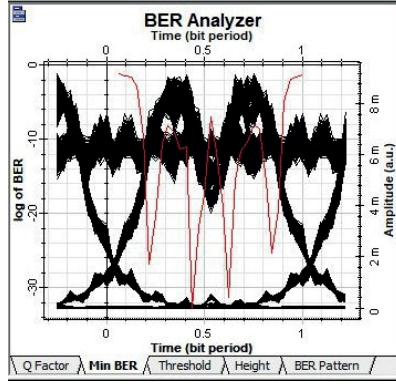 BER Analyzer
Time (bit period)
0 0.5 1
0
-10
-20
-30
log of BER
8 m
6 m
4 m
2 m
0
Amplitude (a.u.)
0 0.5 1
Time (bit period)
Q Factor Min BER Threshold Height BER Pattern